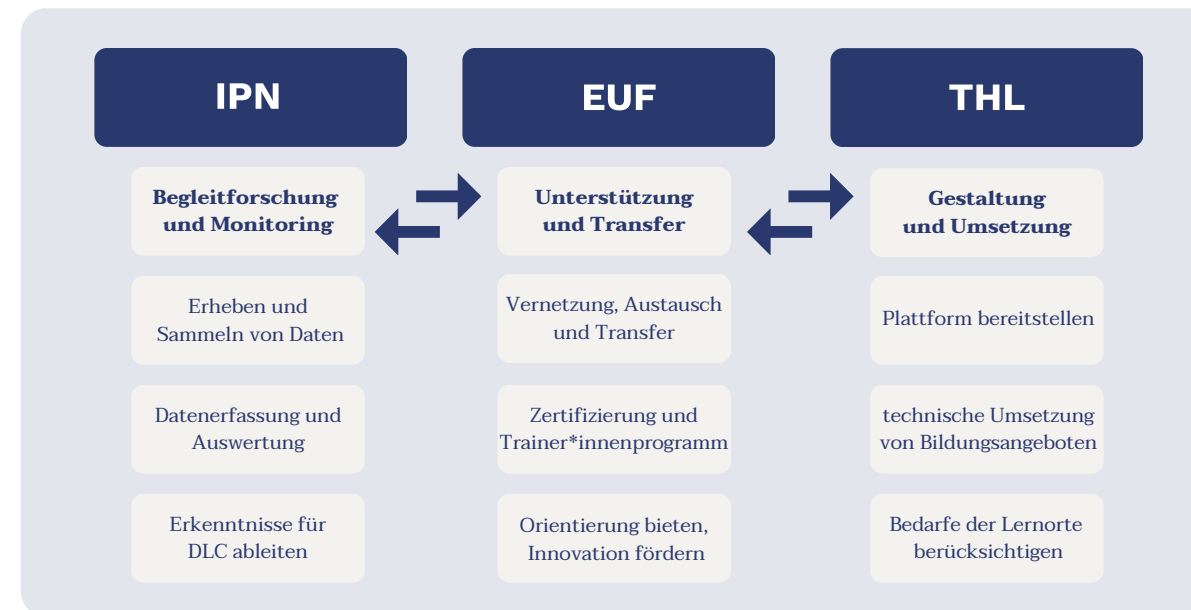 IPN
EUF
THL
Begleitforschung
und Monitoring
Unterstützung
und Transfer
Gestaltung
und Umsetzung
Erheben und
Sammeln von Daten
Vernetzung, Austausch
und Transfer
Plattform bereitstellen
Datenerfassung und
Auswertung
Zertifizierung und
Trainer*innenprogramm
technische Umsetzung
von Bildungsangeboten
Erkenntnisse für
DLC ableiten
Orientierung bieten,
Innovation fördern
Bedarfe der Lernorte
berücksichtigen